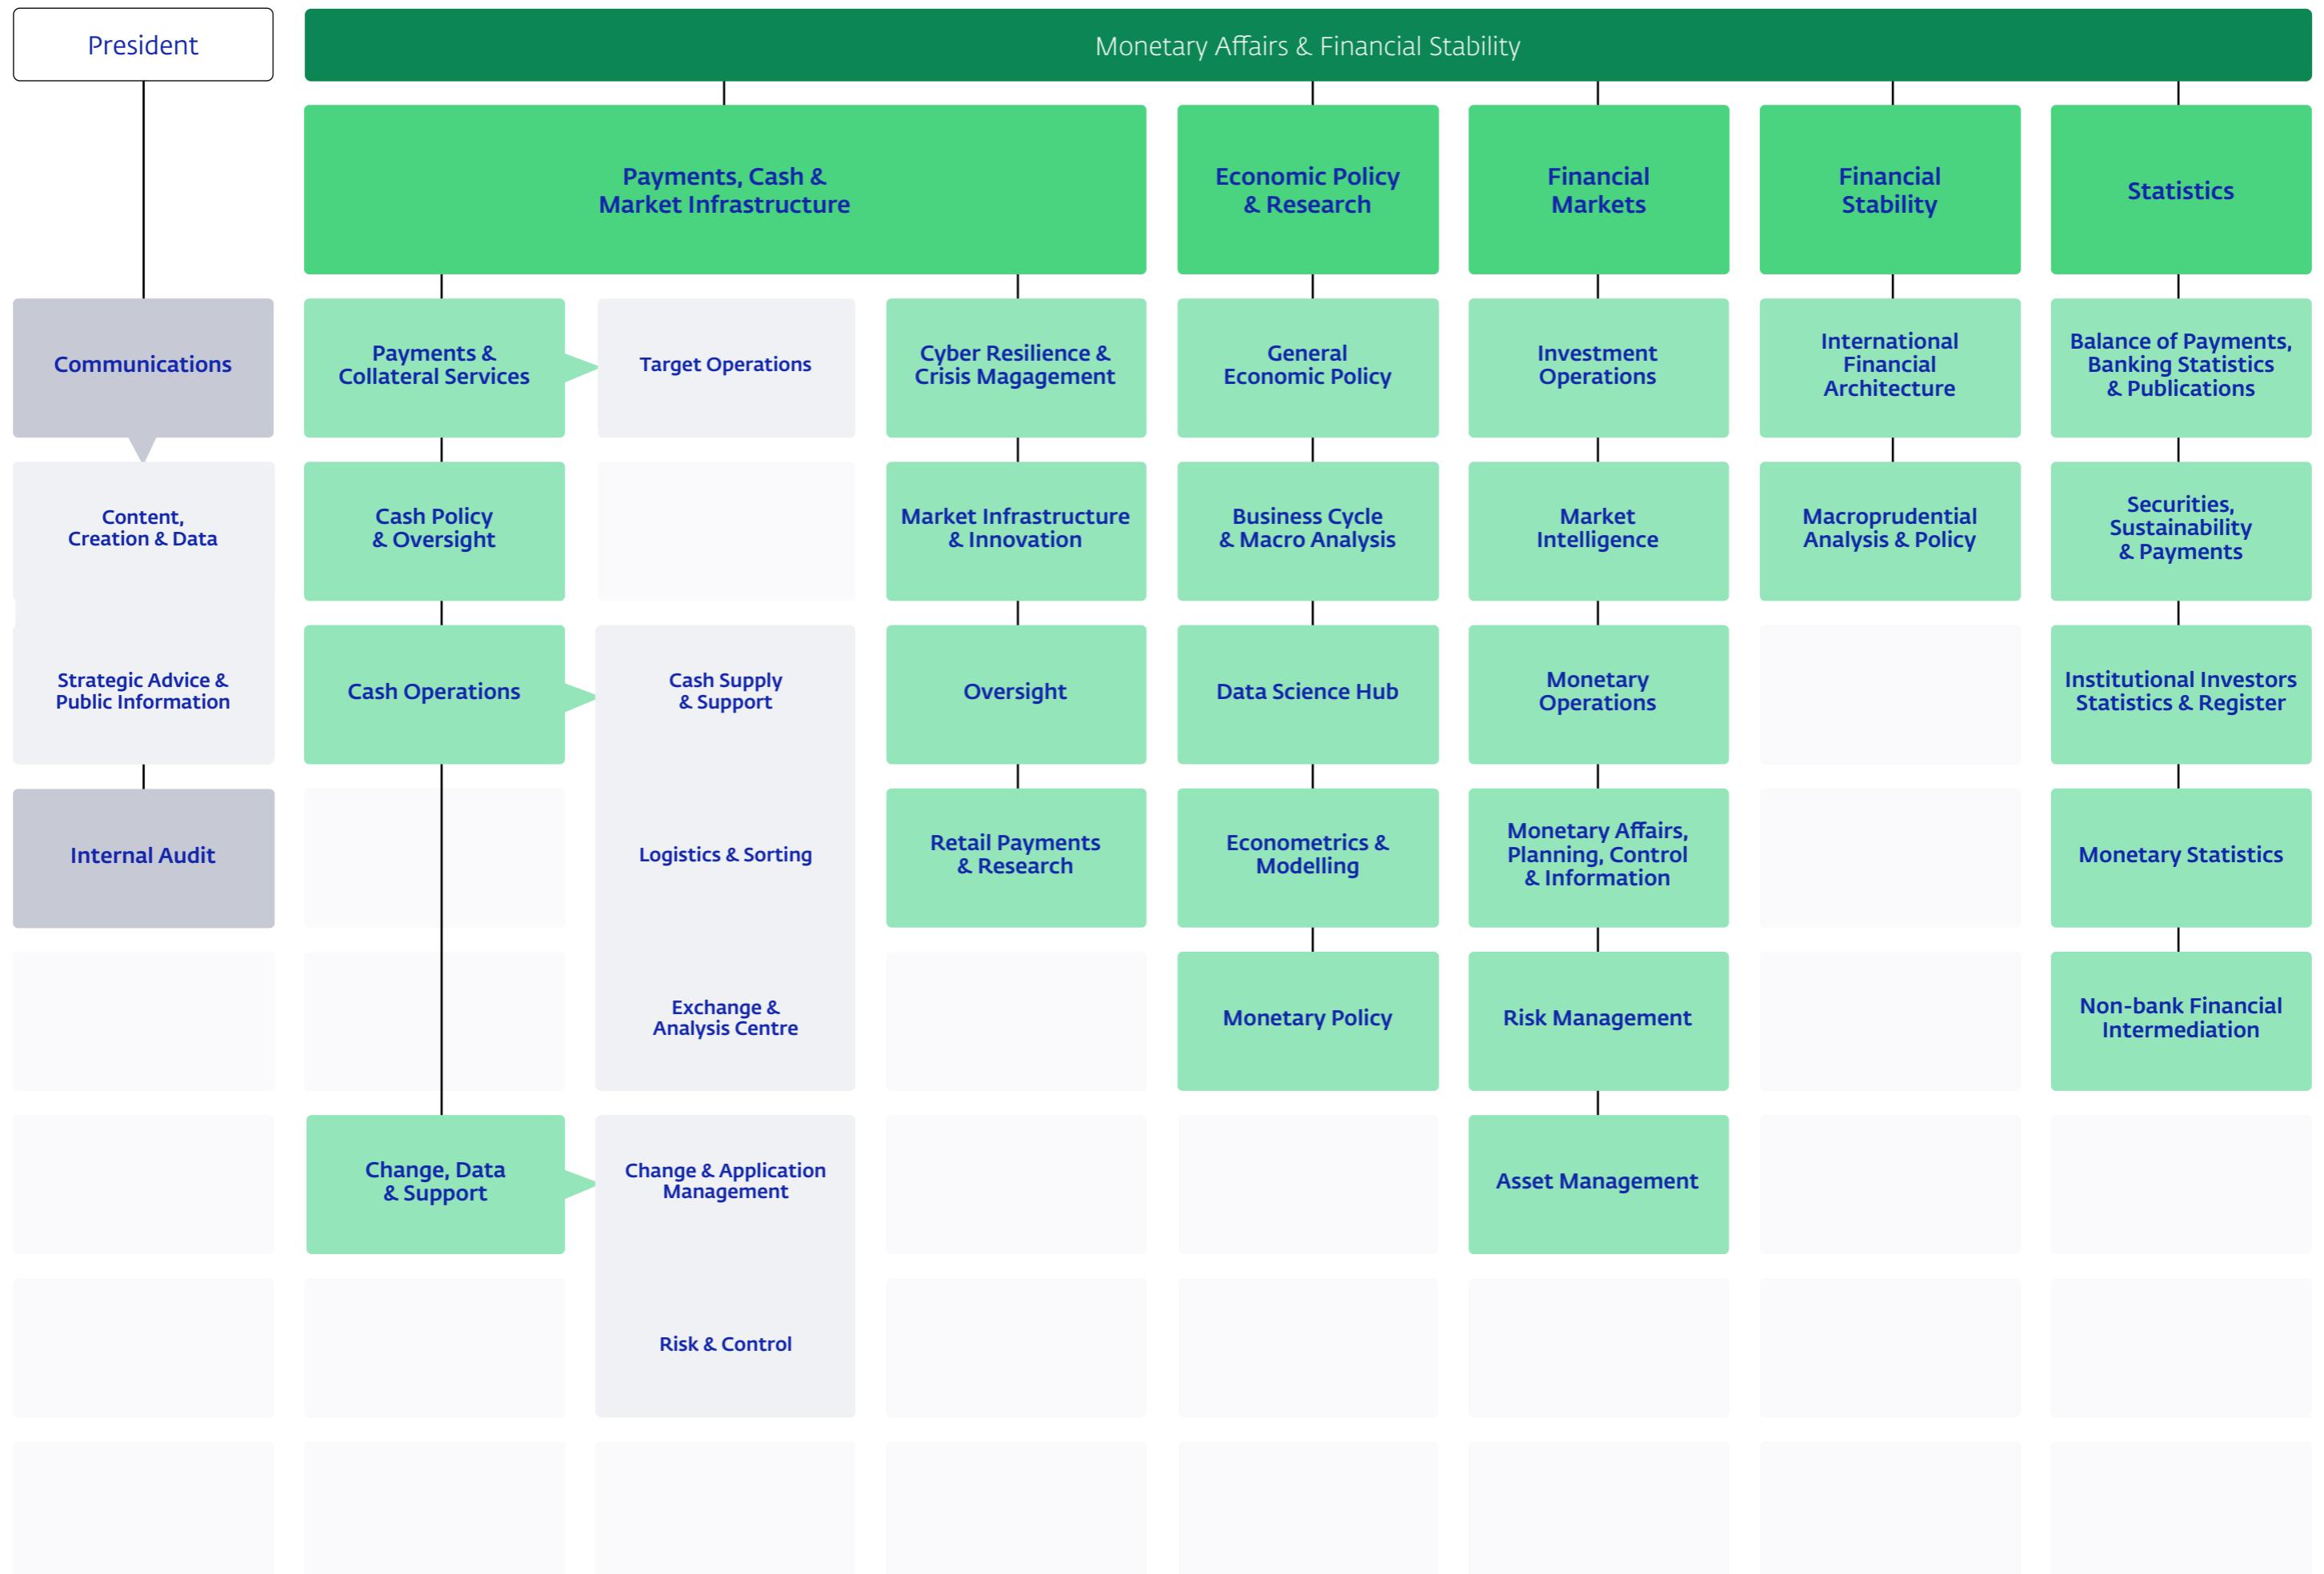 President
Monetary Affairs & Financial Stability
Payments, Cash &
Market Infrastructure
Economic Policy
& Research
Financial
Markets
Financial
Stability
Statistics
Communications
Payments &
Collateral Services
Target Operations
Cyber Resilience &
Crisis Magagement
General
Economic Policy
Investment
Operations
International
Financial
Architecture
Balance of Payments,
Banking Statistics
& Publications
Content,
Creation & Data
Cash Policy
& Oversight
Market Infrastructure
& Innovation
Business Cycle
& Macro Analysis
Market
Intelligence
Macroprudential
Analysis & Policy
Securities,
Sustainability
& Payments
Strategic Advice &
Public Information
Cash Operations
Cash Supply
& Support
Oversight
Data Science Hub
Monetary
Operations
Institutional Investors
Statistics & Register
Internal Audit
Logistics & Sorting
Retail Payments
& Research
Econometrics &
Modelling
Monetary Affairs,
Planning, Control
& Information
Monetary Statistics
Exchange &
Analysis Centre
Monetary Policy
Risk Management
Non-bank Financial
Intermediation
Change, Data
& Support
Change & Application
Management
Asset Management
Risk & Control